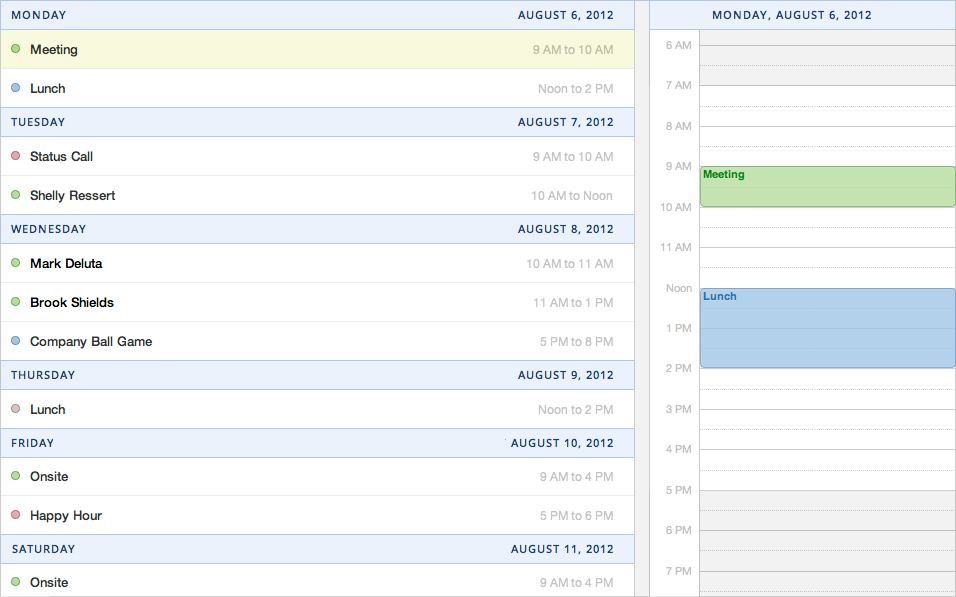 MONDAY AUGUST 6, 2012
Meeting 9 AM to 10 AM
Lunch Noon to 2 PM
TUESDAY AUGUST 7, 2012
Status Call 9 AM to 10 AM
Shelly Ressert 10 AM to Noon
WEDNESDAY AUGUST 8, 2012
Mark Deluta 10 AM to 11 AM
Brook Shields 11 AM to 1 PM
Company Ball Game 5 PM to 8 PM
THURSDAY AUGUST 9, 2012
Lunch Noon to 2 PM
FRIDAY AUGUST 10, 2012
Onsite 9 AM to 4 PM
Happy Hour 5 PM to 6 PM
SATURDAY AUGUST 11, 2012
Onsite 9 AM to 4 PM
MONDAY, AUGUST 6, 2012
6 AM
7 AM
8 AM
9 AM
Meeting
10 AM
11 AM
Noon
Lunch
1 PM
2 PM
3 PM
4 PM
5 PM
6 PM
7 PM